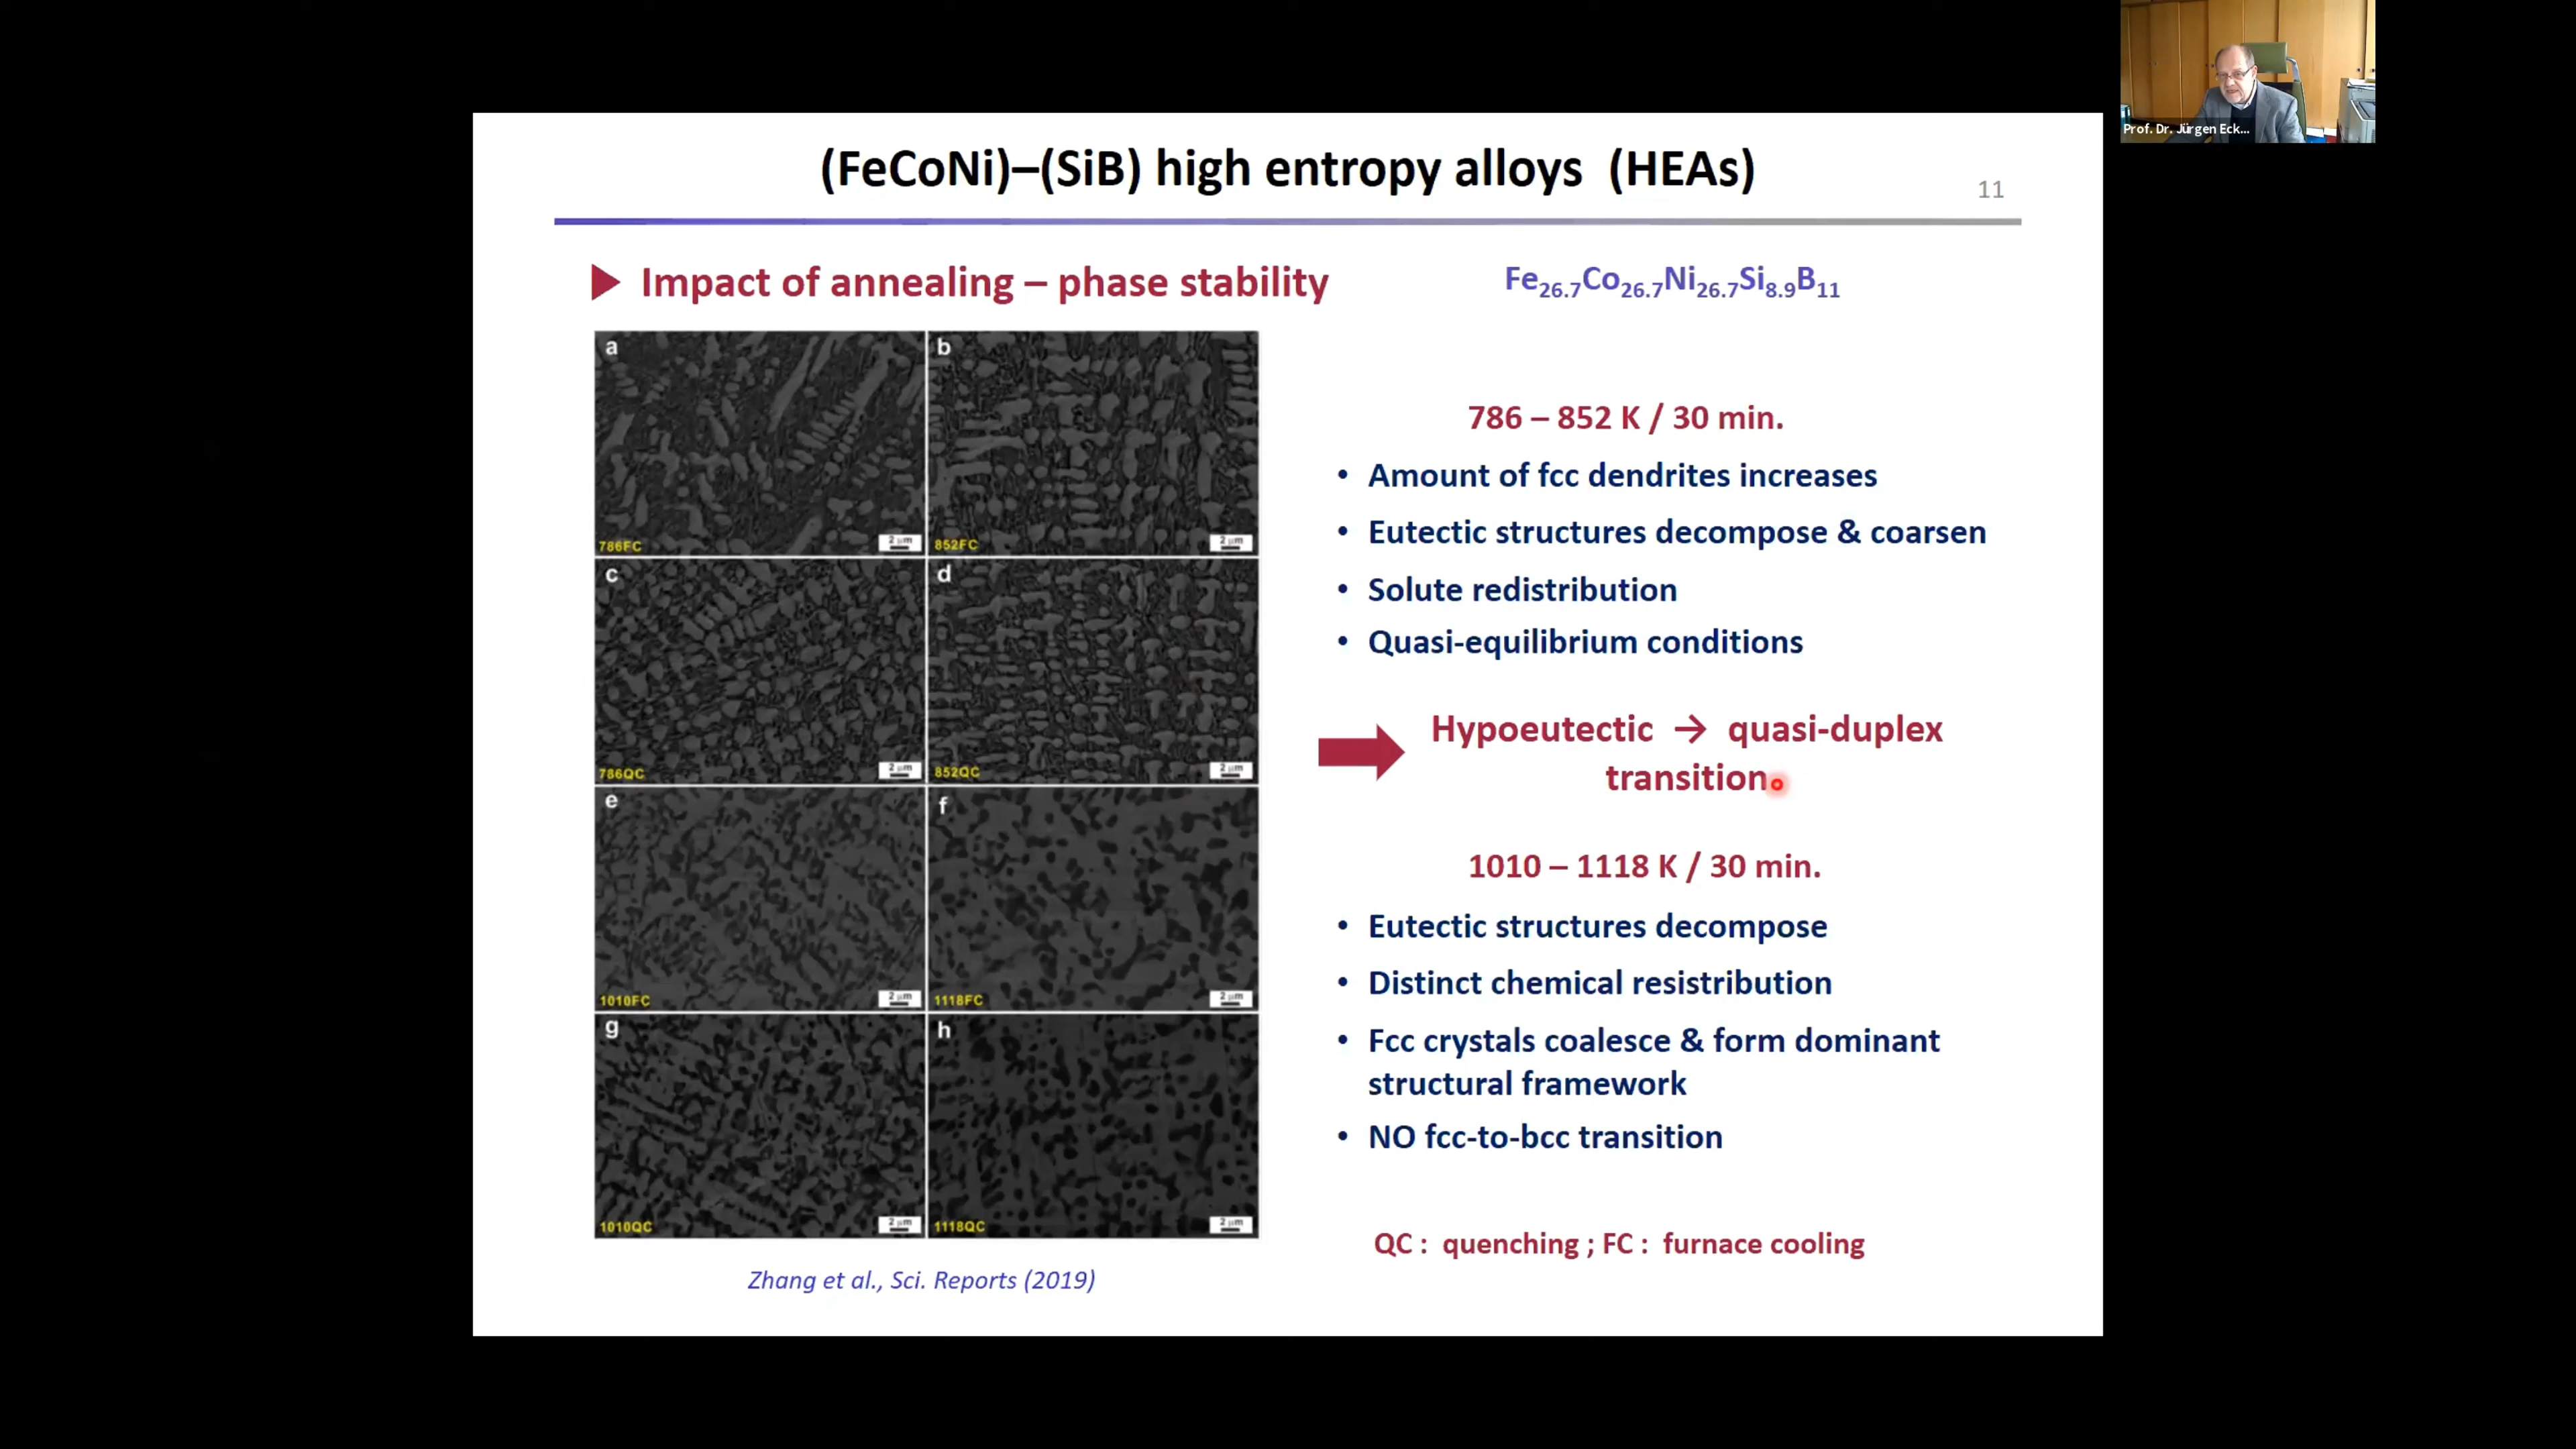 Prof. Dr. Jürgen Eck...
(FeCoNi)–(SiB) high entropy alloys (HEAs)
11
Impact of annealing – phase stability
Fe26.7Co26.7Ni26.7Si8.9B11
a
786FC
2 μm
b
852FC
2 μm
c
786QC
2 μm
d
852QC
2 μm
e
1010FC
2 μm
f
1118FC
2 μm
g
1010QC
2 μm
h
1118QC
2 μm
Zhang et al., Sci. Reports (2019)
786 – 852 K / 30 min.
• Amount of fcc dendrites increases
• Eutectic structures decompose & coarsen
• Solute redistribution
• Quasi-equilibrium conditions
Hypoeutectic → quasi-duplex
transition
1010 – 1118 K / 30 min.
• Eutectic structures decompose
• Distinct chemical resistribution
• Fcc crystals coalesce & form dominant
structural framework
• NO fcc-to-bcc transition
QC : quenching ; FC : furnace cooling